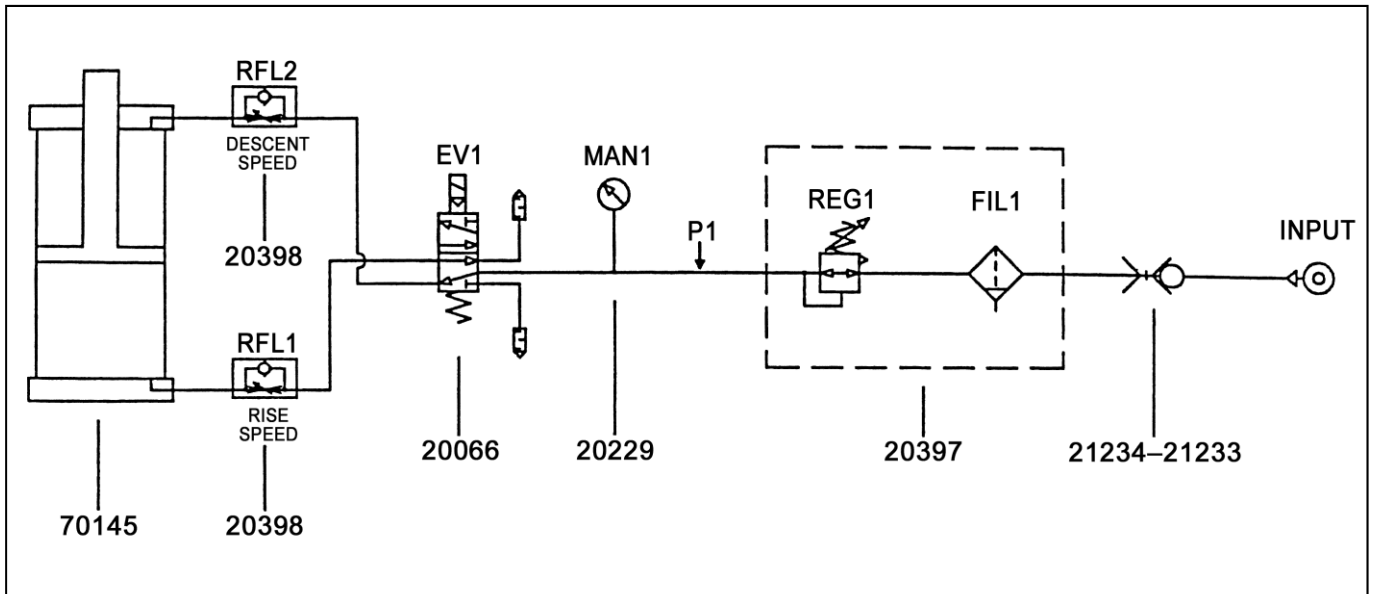 RFL2
DESCENT
SPEED
20398
EV1
MAN1
P1
REG1
FIL1
INPUT
RFL1
RISE
SPEED
70145
20398
20066
20229
20397
21234–21233